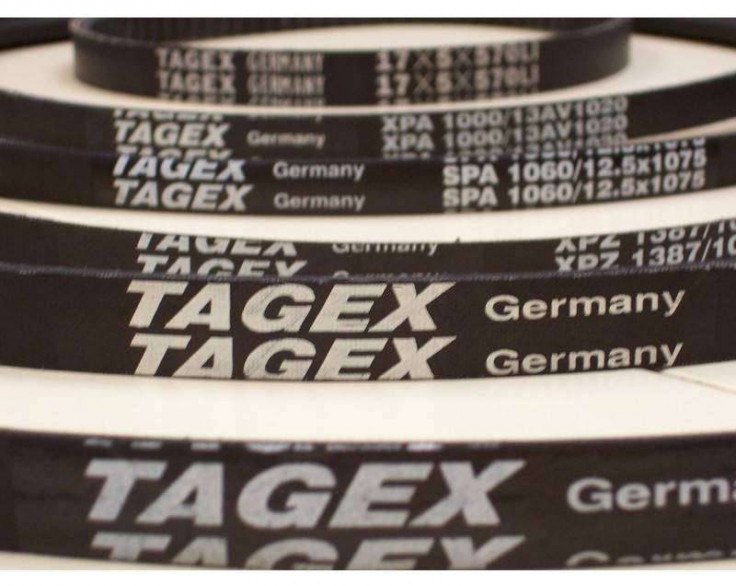 TAGEX GERMANY 17X5X570LI
TAGEX GERMANY 17X5X570LI
TAGEX Germany XPA 1000/13AV1020
TAGEX Germany XPA 1000/13AV1020
TAGEX Germany SPA 1060/12.5x1075
TAGEX Germany SPA 1060/12.5x1075
TAGEX Germany XPZ 1387/10
TAGEX Germany XPZ 1387/10
TAGEX Germany
TAGEX Germany
TAGEX Germa
TAGEX